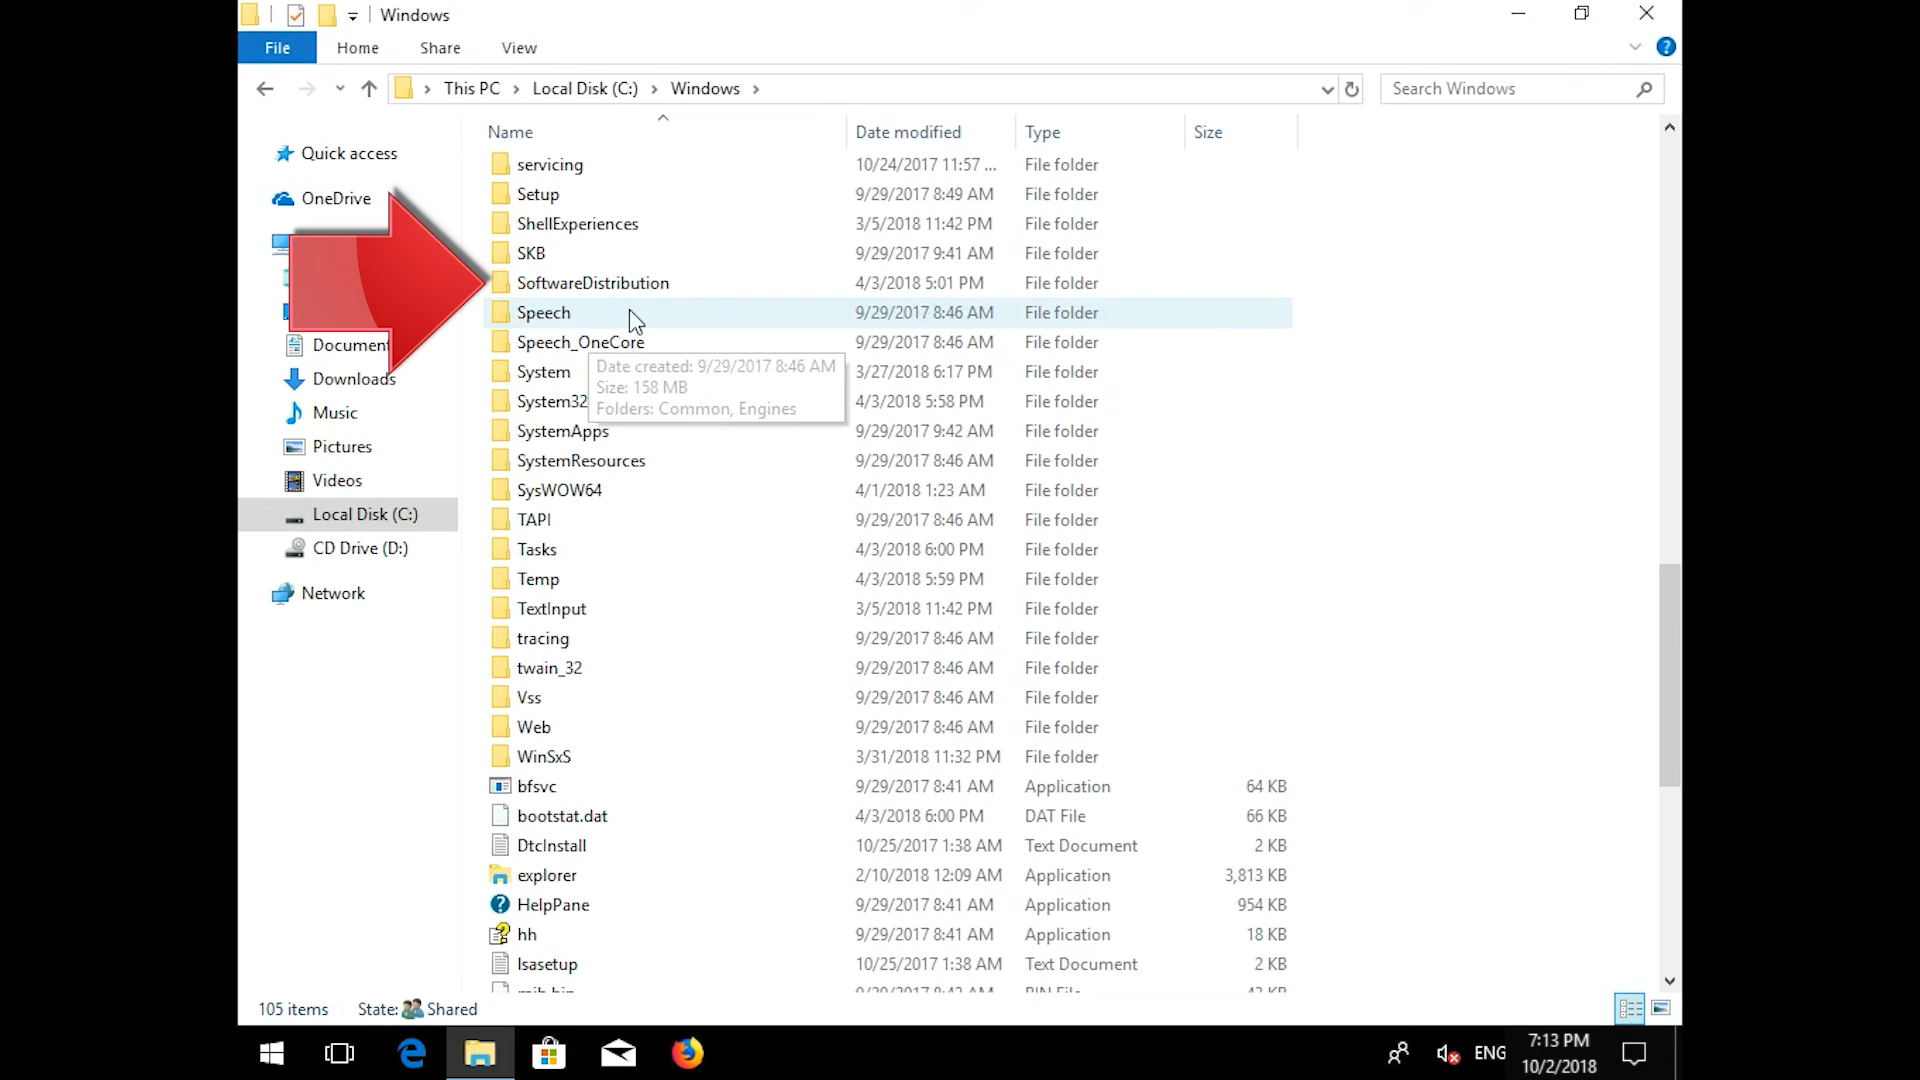 Windows
File Home Share View
This PC Local Disk (C:) Windows
Search Windows
Name Date modified Type Size
Quick access
OneDrive
Downloads
Music
Pictures
Videos
Local Disk (C:)
CD Drive (D:)
Network
servicing 10/24/2017 11:57 ... File folder
Setup 9/29/2017 8:49 AM File folder
ShellExperiences 3/5/2018 11:42 PM File folder
SKB 9/29/2017 9:41 AM File folder
SoftwareDistribution 4/3/2018 5:01 PM File folder
Speech 9/29/2017 8:46 AM File folder
Speech_OneCore 9/29/2017 8:46 AM File folder
System 3/27/2018 6:17 PM File folder
System32 4/3/2018 5:58 PM File folder
Date created: 9/29/2017 8:46 AM
Size: 158 MB
Folders: Common, Engines
SystemApps 9/29/2017 9:42 AM File folder
SystemResources 9/29/2017 8:46 AM File folder
SysWOW64 4/1/2018 1:23 AM File folder
TAPI 9/29/2017 8:46 AM File folder
Tasks 4/3/2018 6:00 PM File folder
Temp 4/3/2018 5:59 PM File folder
TextInput 3/5/2018 11:42 PM File folder
tracing 9/29/2017 8:46 AM File folder
twain_32 9/29/2017 8:46 AM File folder
Vss 9/29/2017 8:46 AM File folder
Web 9/29/2017 8:46 AM File folder
WinSxS 3/31/2018 11:32 PM File folder
bfsvc 9/29/2017 8:41 AM Application 64 KB
bootstat.dat 4/3/2018 6:00 PM DAT File 66 KB
DtcInstall 10/25/2017 1:38 AM Text Document 2 KB
explorer 2/10/2018 12:09 AM Application 3,813 KB
HelpPane 9/29/2017 8:41 AM Application 954 KB
hh 9/29/2017 8:41 AM Application 18 KB
lsasetup 10/25/2017 1:38 AM Text Document 2 KB
105 items State: Shared
ENG
7:13 PM
10/2/2018